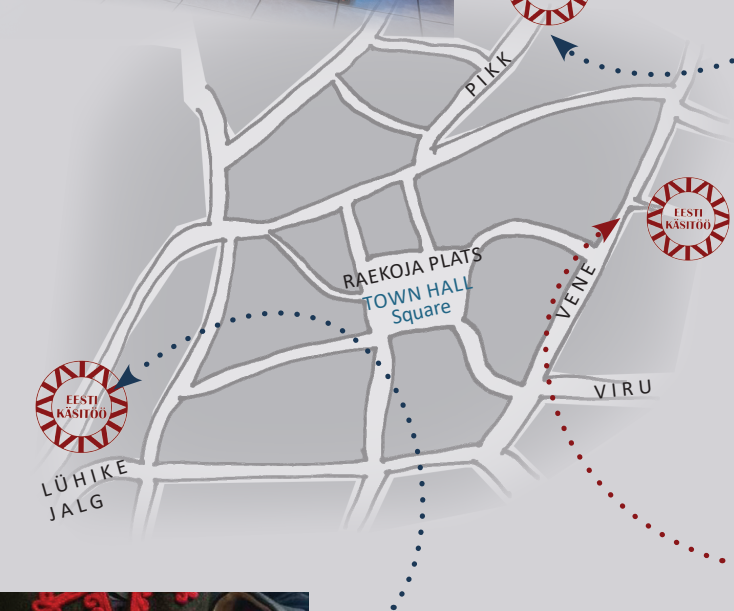 PIKK
EESTI
KÄSITÖÖ
RAEKOJA PLATS
TOWN HALL
Square
VENE
VIRU
EESTI
KÄSITÖÖ
LÜHIKE
JALG